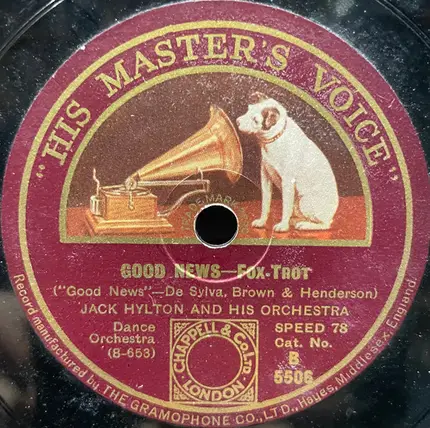 "HIS MASTER'S VOICE"
TRADEMARK
GOOD NEWS—FOX-TROT
("Good News"—De Sylva, Brown & Henderson)
JACK HYLTON AND HIS ORCHESTRA
Dance
Orchestra
(B-653)
SPEED 78
Cat. No.
B
5506
CHAPPELL & Co Ltd
LONDON
Record manufactured by THE GRAMOPHONE CO., LTD., Hayes, Middlesex, England.